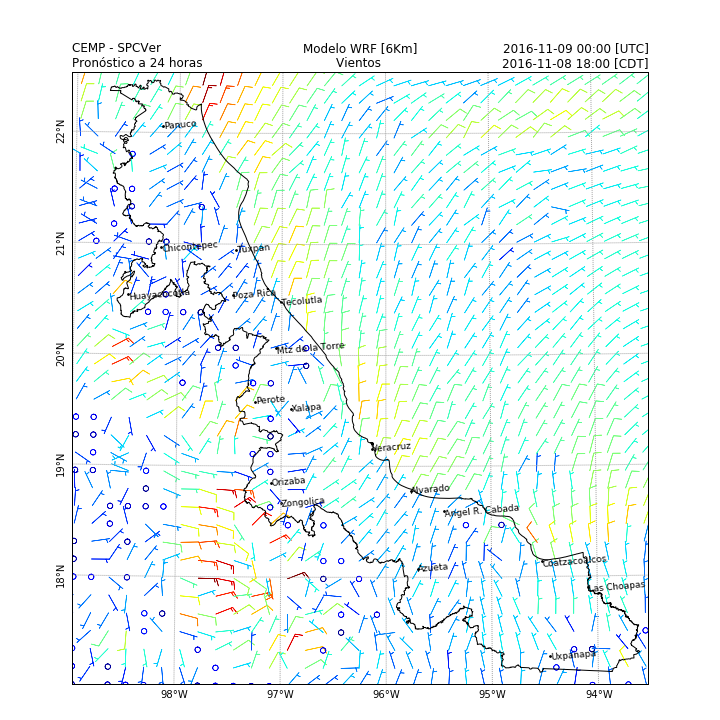 CEMP - SPCVer Modelo WRF [6Km] 2016-11-09 00:00 [UTC]
Pronóstico a 24 horas Vientos 2016-11-08 18:00 [CDT]
22°N
Panuco
21°N
Chicontepec Tuxpan
Huayacocotla Poza Rica Tecolutla
20°N
Mtz de la Torre
Perote Xalapa
Veracruz
19°N
Orizaba Alvarado
Zongolica Angel R. Cabada
18°N
Azueta Coatzacoalcos
Las Choapas
Uxpanapa
98°W 97°W 96°W 95°W 94°W